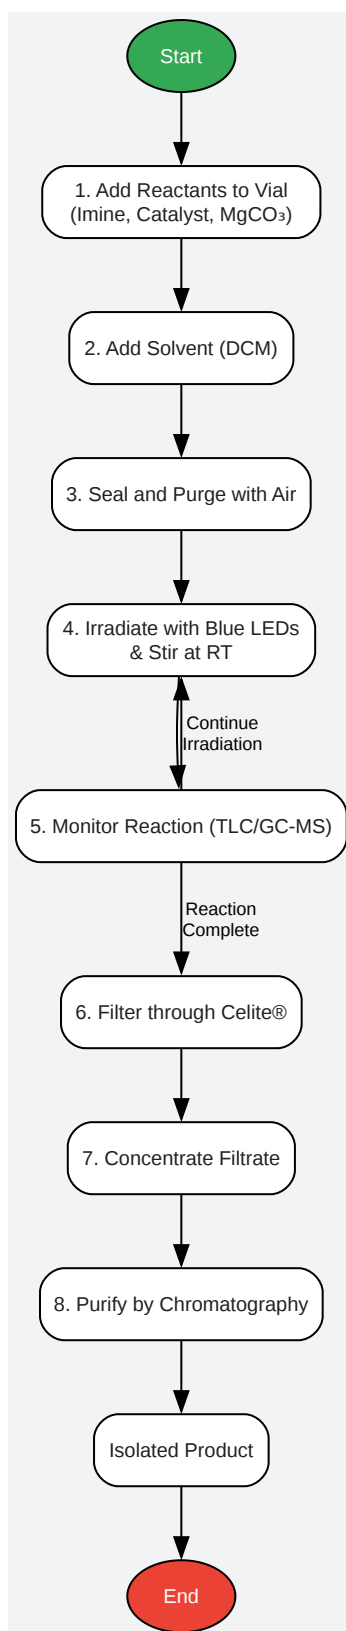 Start
1. Add Reactants to Vial
(Imine, Catalyst, MgCO₃)
2. Add Solvent (DCM)
3. Seal and Purge with Air
4. Irradiate with Blue LEDs
& Stir at RT
Continue
Irradiation
5. Monitor Reaction (TLC/GC-MS)
Reaction
Complete
6. Filter through Celite®
7. Concentrate Filtrate
8. Purify by Chromatography
Isolated Product
End